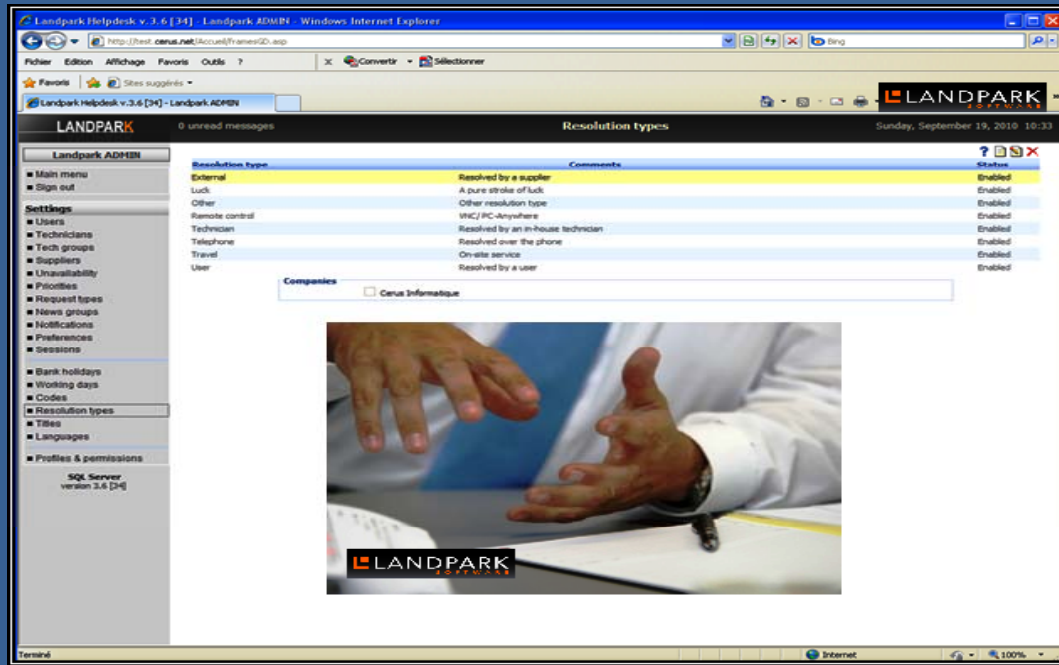 Landpark Helpdesk v.3.6 [34] - Landpark ADMIN - Windows Internet Explorer
http://test.cerus.net/Accueil/FramesGD.asp
Bing
Fichier Edition Affichage Favoris Outils ? x Convertir Sélectionner
Favoris Sites suggérés
Landpark Helpdesk v.3.6 [34] - Landpark ADMIN
LANDPARK
SOFTWARE
LANDPARK 0 unread messages Resolution types Sunday, September 19, 2010 10:33
Landpark ADMIN
Main menu
Sign out
Settings
Users
Technicians
Tech groups
Suppliers
Unavailability
Priorities
Request types
News groups
Notifications
Preferences
Sessions
Bank holidays
Working days
Codes
Resolution types
Titles
Languages
Profiles & permissions
SQL Server
version 3.6 [34]
Resolution type Comments Status
External Resolved by a supplier Enabled
Luck A pure stroke of luck Enabled
Other Other resolution type Enabled
Remote control VNC/ PC-Anywhere Enabled
Technician Resolved by an in-house technician Enabled
Telephone Resolved over the phone Enabled
Travel On-site service Enabled
User Resolved by a user Enabled
Companies
Cerus Informatique
LANDPARK
SOFTWARE
Terminé Internet 100%